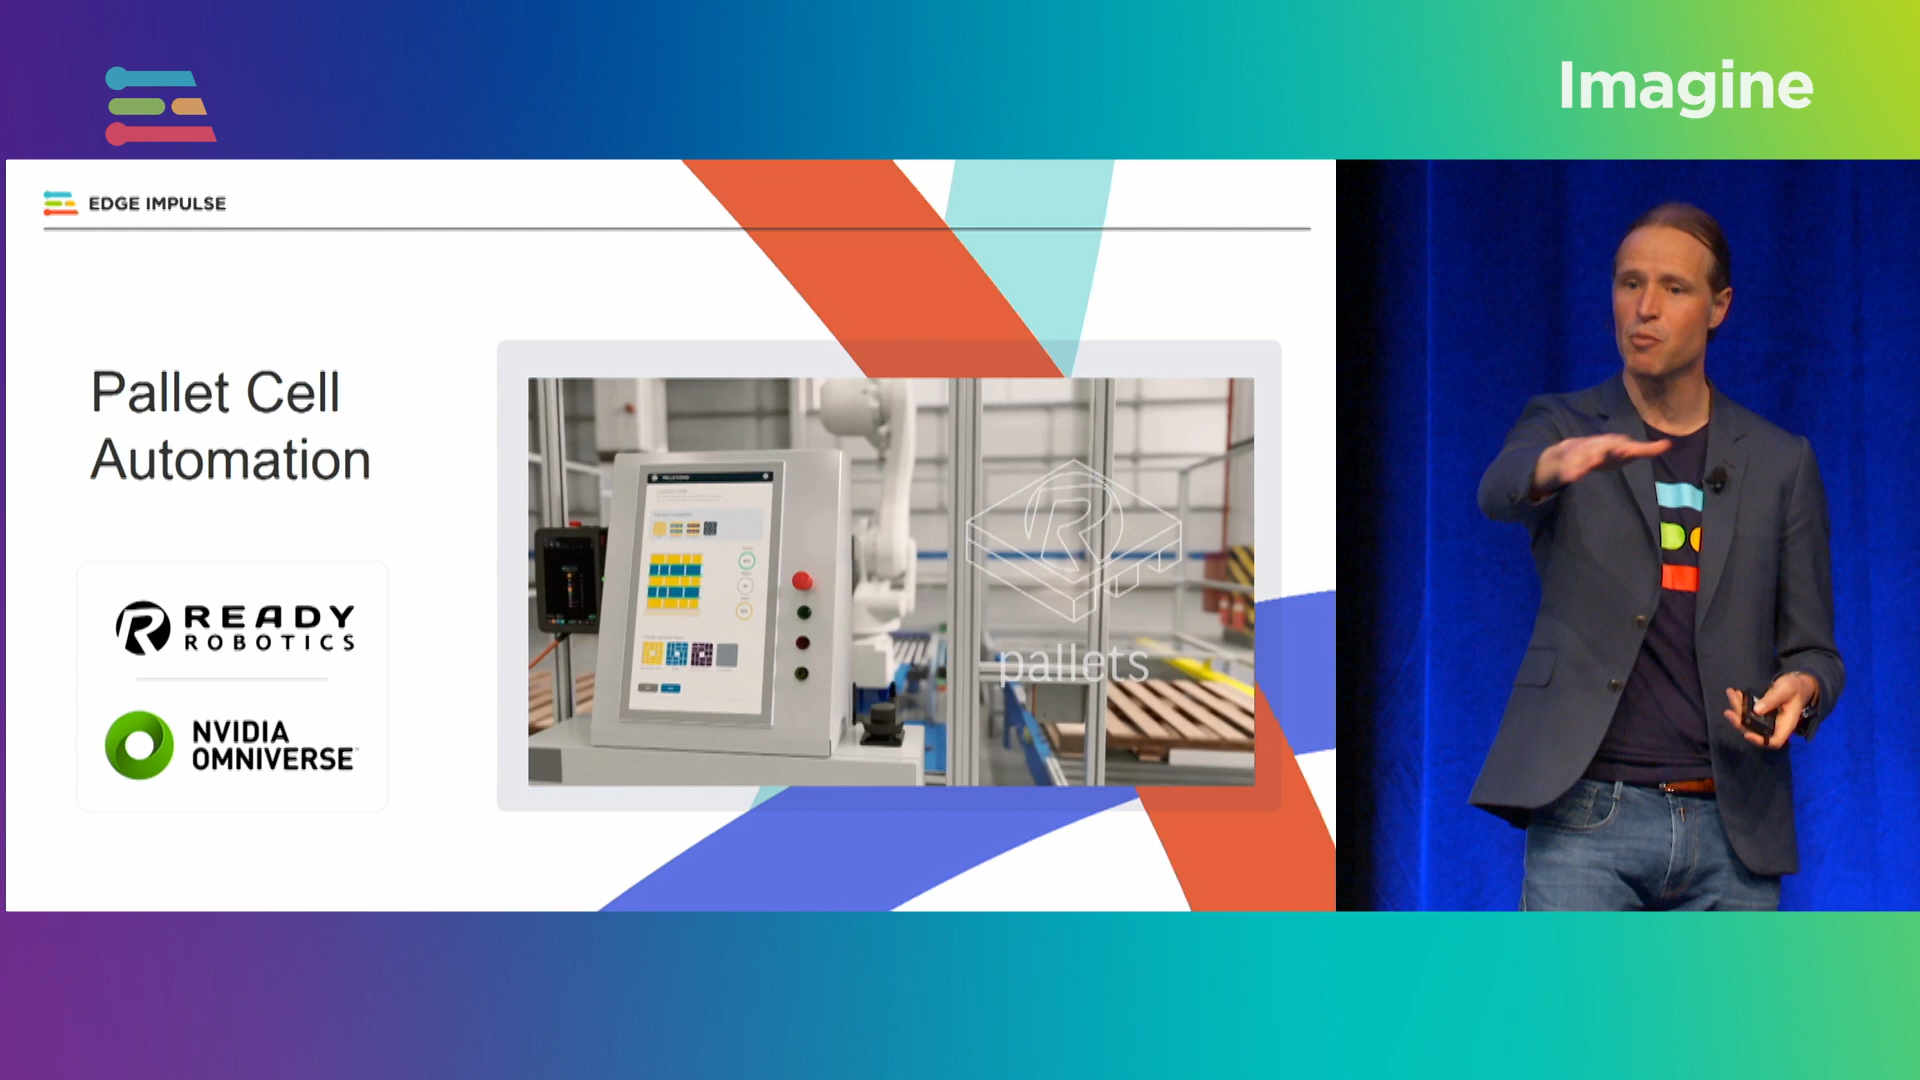 Imagine
EDGE IMPULSE
Pallet Cell
Automation
READY
ROBOTICS
NVIDIA
OMNIVERSE
pallets